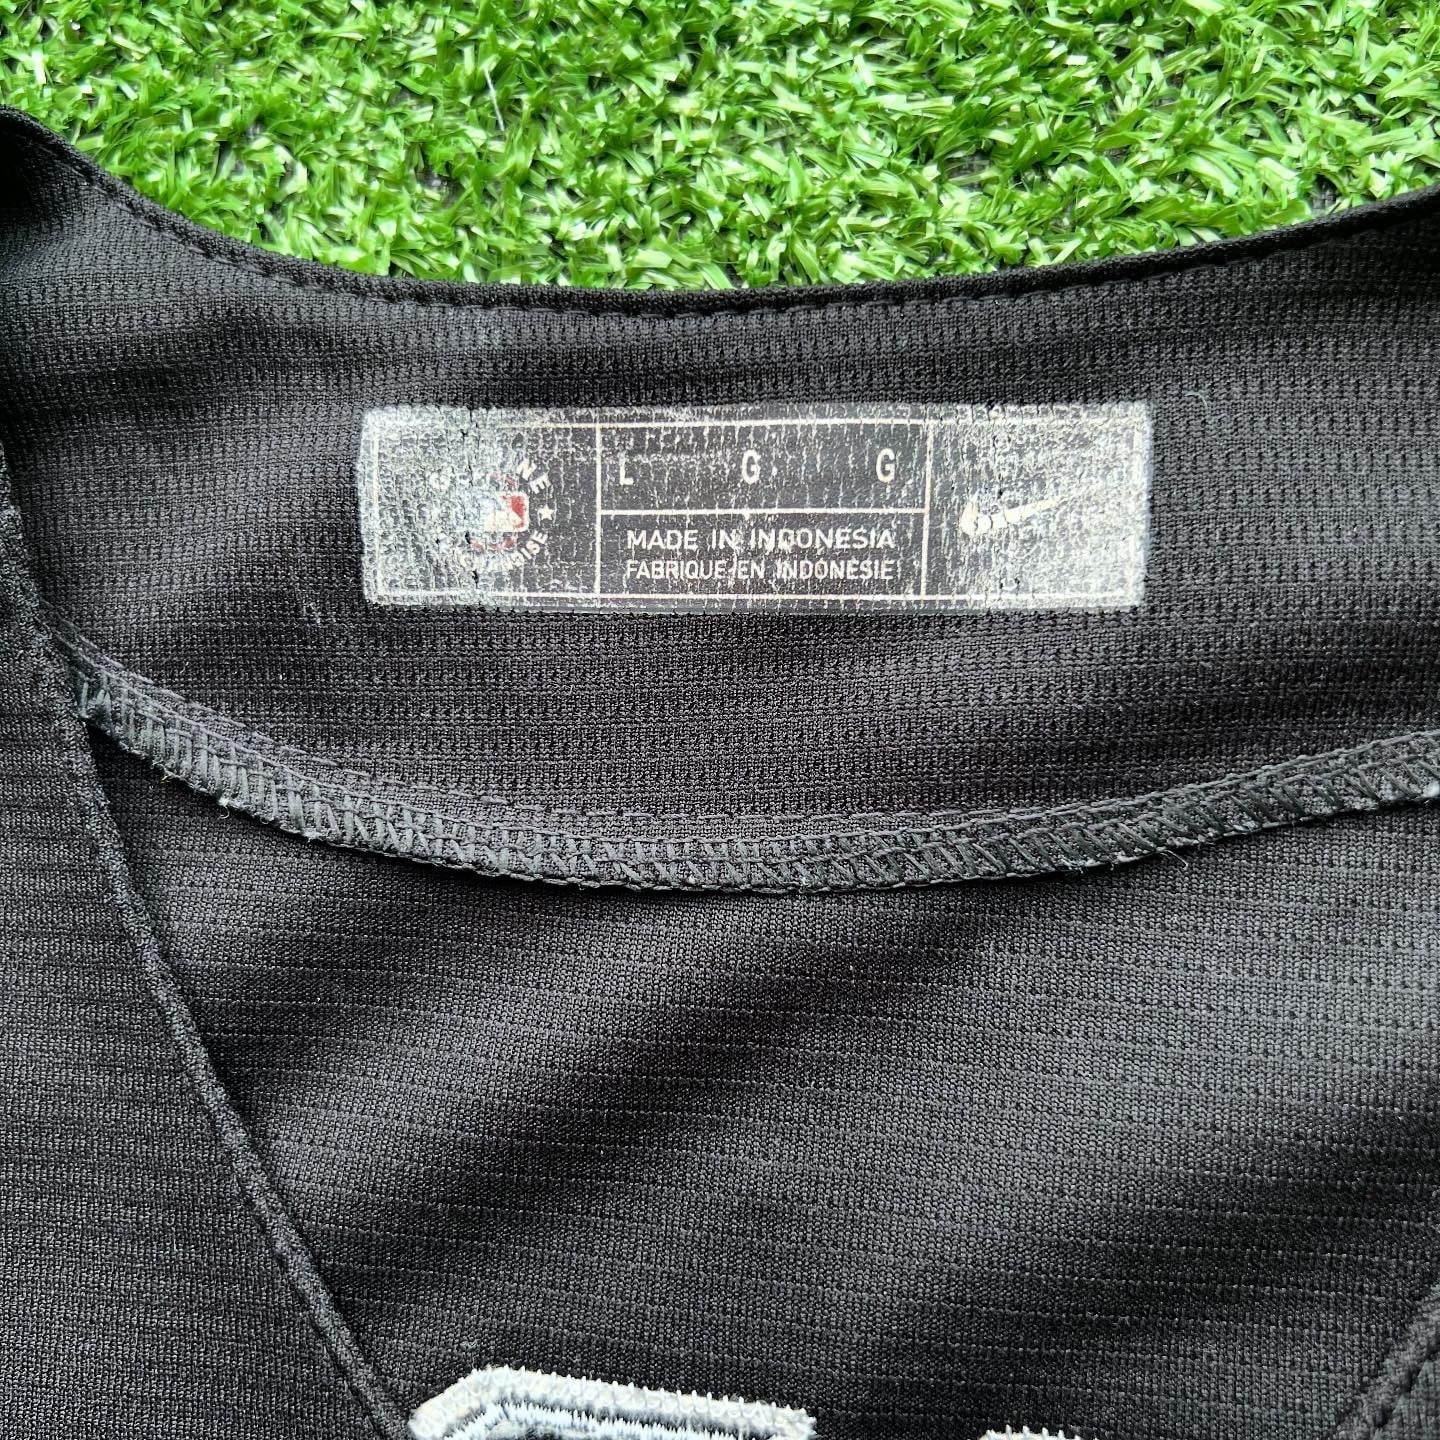 L G G
MADE IN INDONESIA
FABRIQUE EN INDONESIE